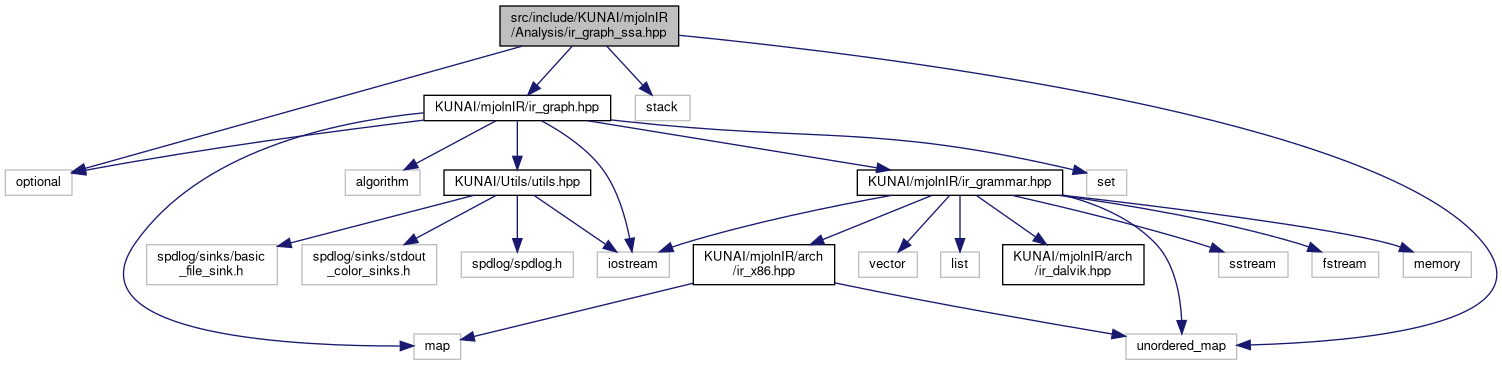 src/include/KUNAI/mjolnIR
/Analysis/ir_graph_ssa.hpp
KUNAI/mjolnIR/ir_graph.hpp
stack
optional
algorithm
KUNAI/Utils/utils.hpp
KUNAI/mjolnIR/ir_grammar.hpp
set
spdlog/sinks/basic
_file_sink.h
spdlog/sinks/stdout
_color_sinks.h
spdlog/spdlog.h
iostream
KUNAI/mjolnIR/arch
/ir_x86.hpp
vector
list
KUNAI/mjolnIR/arch
/ir_dalvik.hpp
sstream
fstream
memory
map
unordered_map